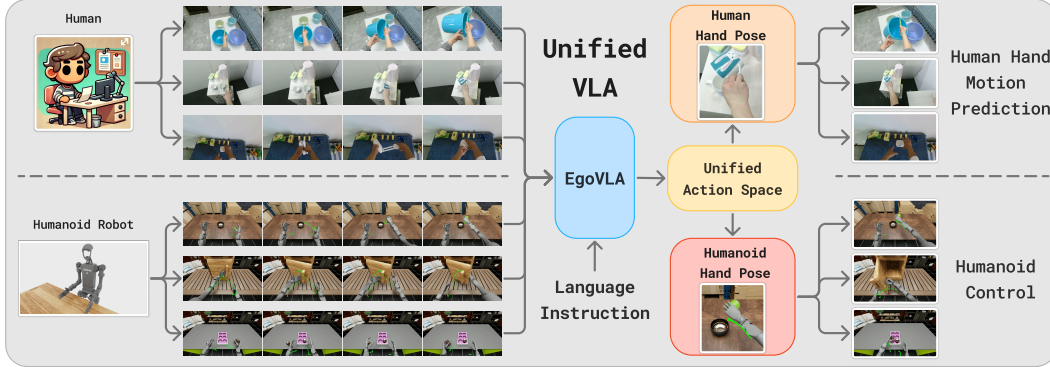 Human
Humanoid Robot
Unified
VLA
EgoVLA
Language
Instruction
Human
Hand Pose
Unified
Action Space
Humanoid
Hand Pose
Human Hand
Motion
Prediction
Humanoid
Control